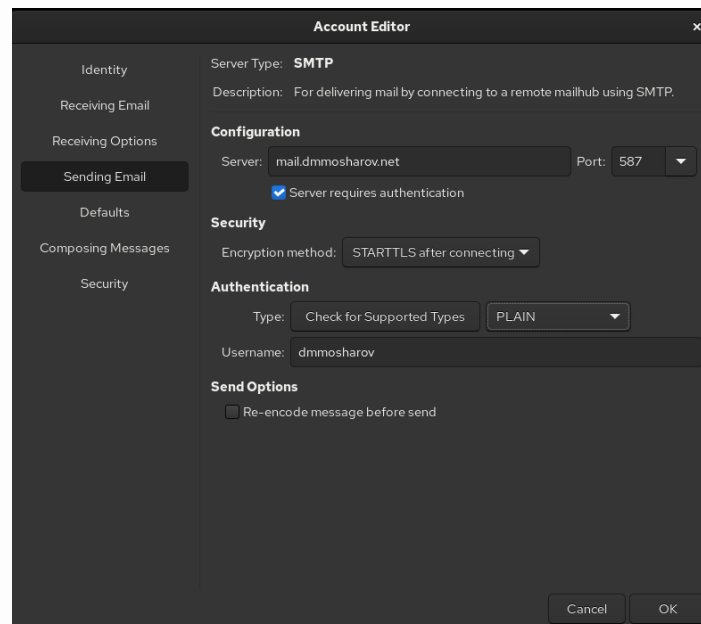 Account Editor ×
Identity
Receiving Email
Receiving Options
Sending Email
Defaults
Composing Messages
Security
Server Type: SMTP
Description: For delivering mail by connecting to a remote mailhub using SMTP.
Configuration
Server: mail.dmmosharov.net Port: 587
Server requires authentication
Security
Encryption method: STARTTLS after connecting
Authentication
Type: Check for Supported Types PLAIN
Username: dmmosharov
Send Options
Re-encode message before send
Cancel OK